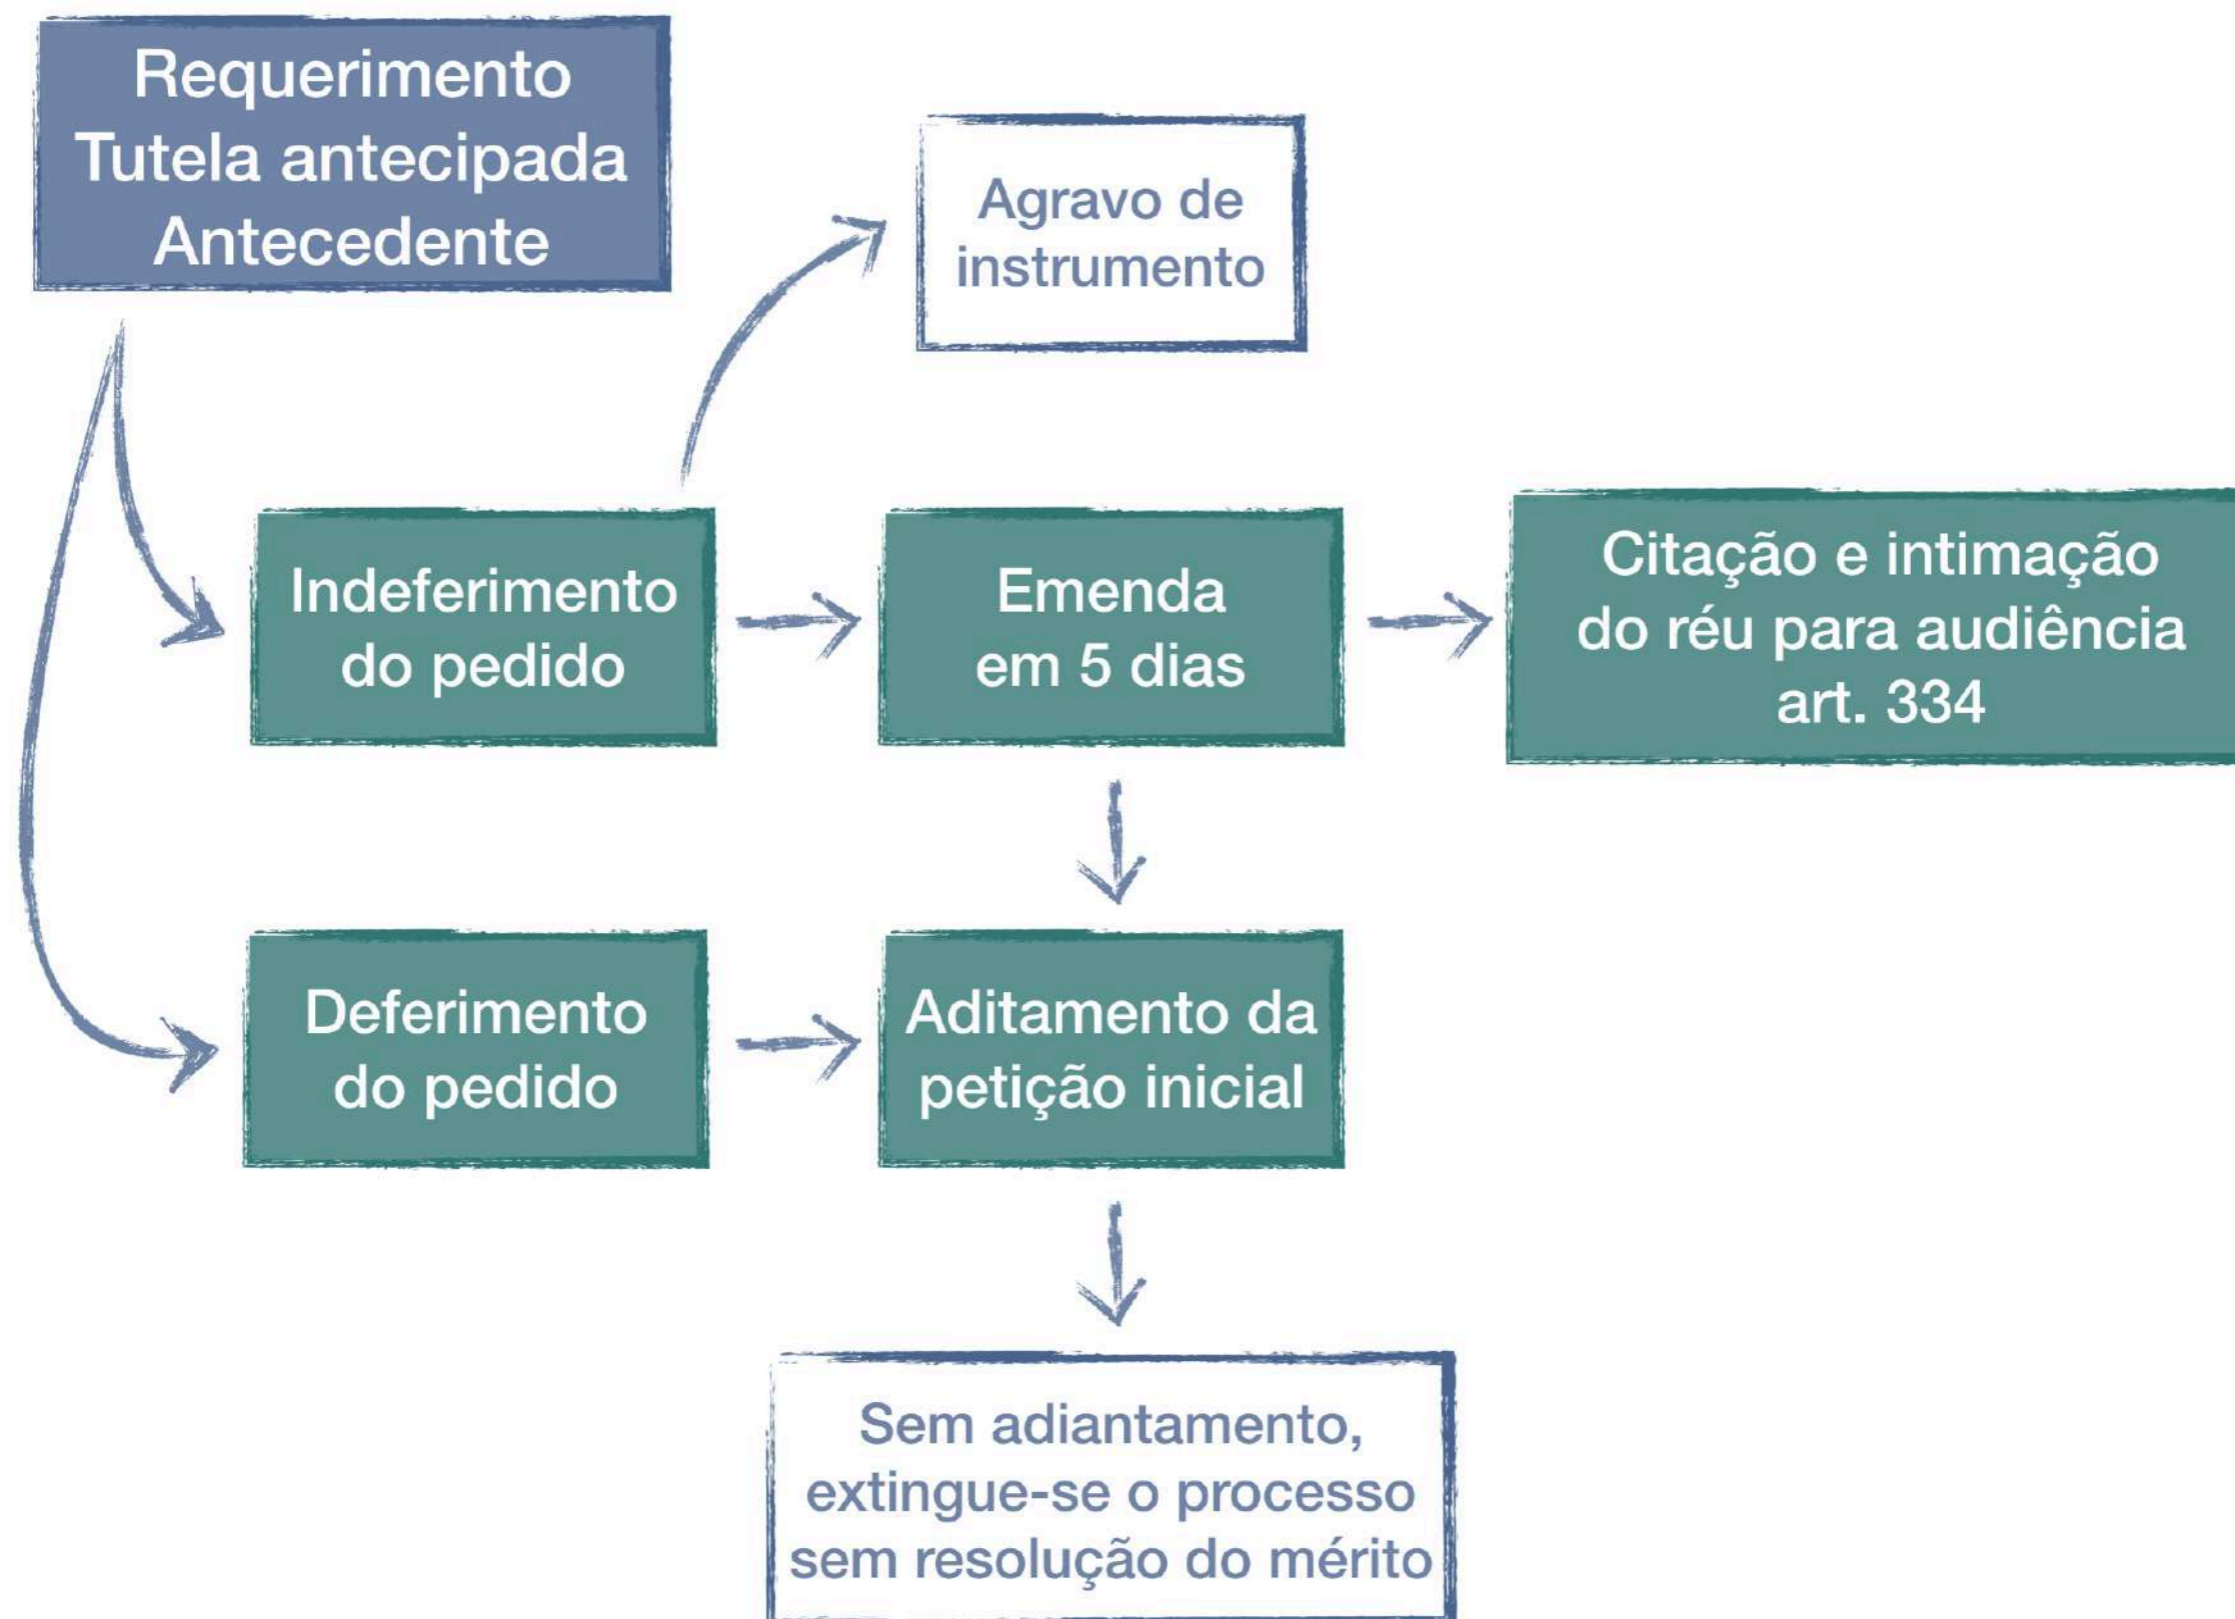 Requerimento
Tutela antecipada
Antecedente
Agravo de
instrumento
Indeferimento
do pedido
Emenda
em 5 dias
Citação e intimação
do réu para audiência
art. 334
Deferimento
do pedido
Aditamento da
petição inicial
Sem adiantamento,
extingue-se o processo
sem resolução do mérito